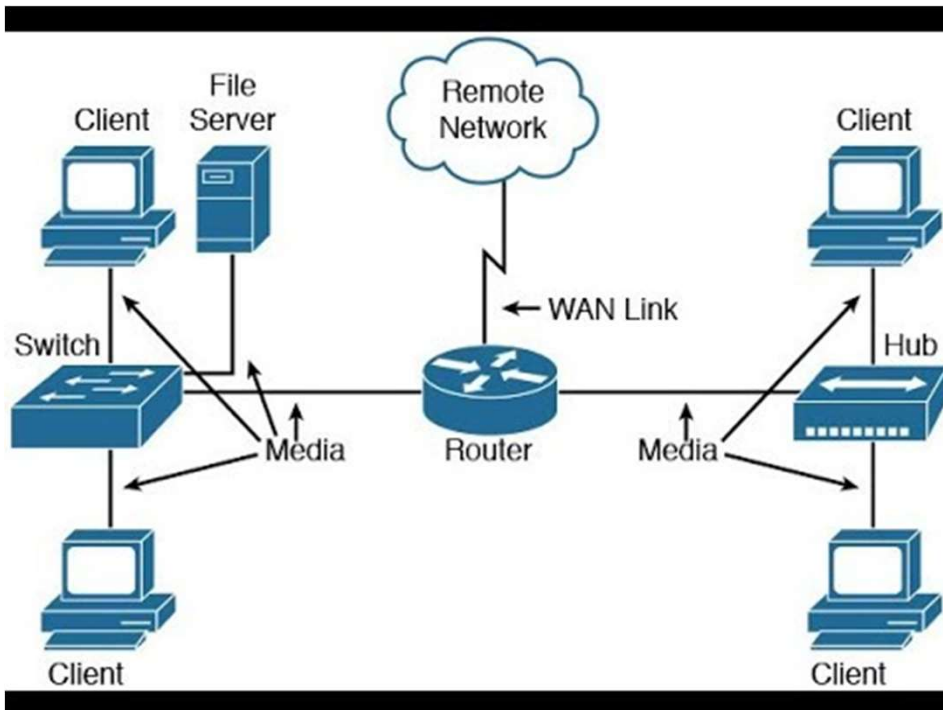 File
Server
Client
Remote
Network
Client
WAN Link
Switch
Hub
Media
Router
Media
Client
Client